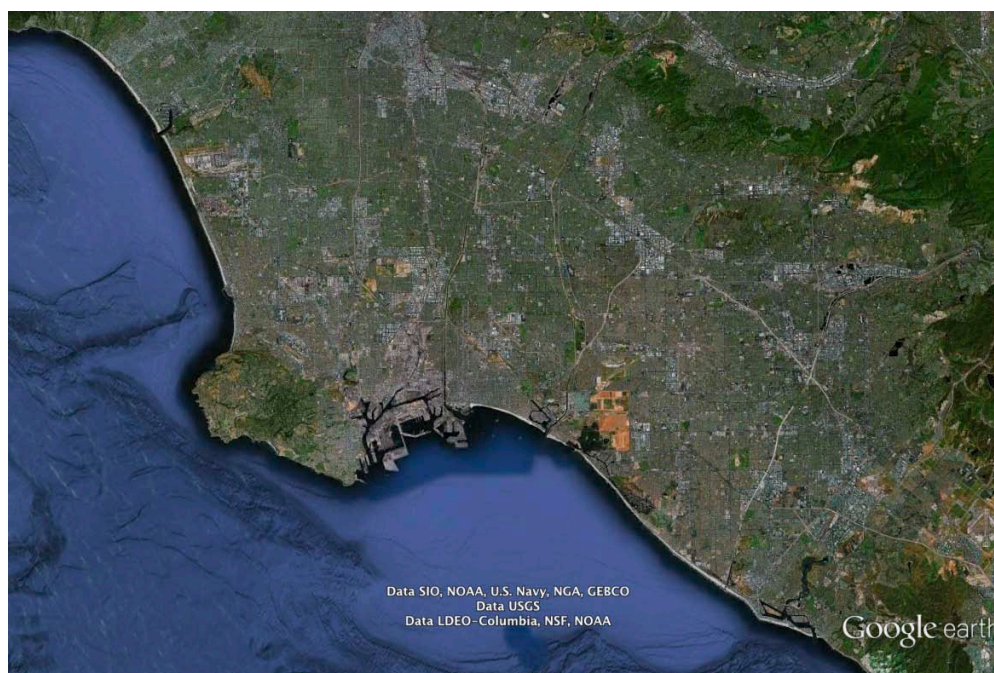 Data SIO, NOAA, U.S. Navy, NGA, GEBCO
Data USGS
Data LDEO-Columbia, NSF, NOAA
Google earth